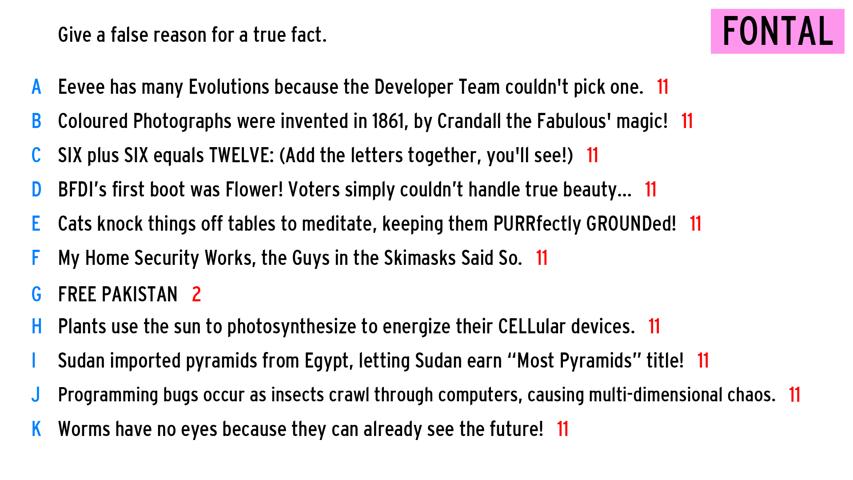 Give a false reason for a true fact.
FONTAL
A Eevee has many Evolutions because the Developer Team couldn't pick one. 11
B Coloured Photographs were invented in 1861, by Crandall the Fabulous' magic! 11
C SIX plus SIX equals TWELVE: (Add the letters together, you'll see!) 11
D BFDI's first boot was Flower! Voters simply couldn't handle true beauty... 11
E Cats knock things off tables to meditate, keeping them PURRfectly GROUNDed! 11
F My Home Security Works, the Guys in the Skimasks Said So. 11
G FREE PAKISTAN 2
H Plants use the sun to photosynthesize to energize their CELLular devices. 11
I Sudan imported pyramids from Egypt, letting Sudan earn “Most Pyramids” title! 11
J Programming bugs occur as insects crawl through computers, causing multi-dimensional chaos. 11
K Worms have no eyes because they can already see the future! 11